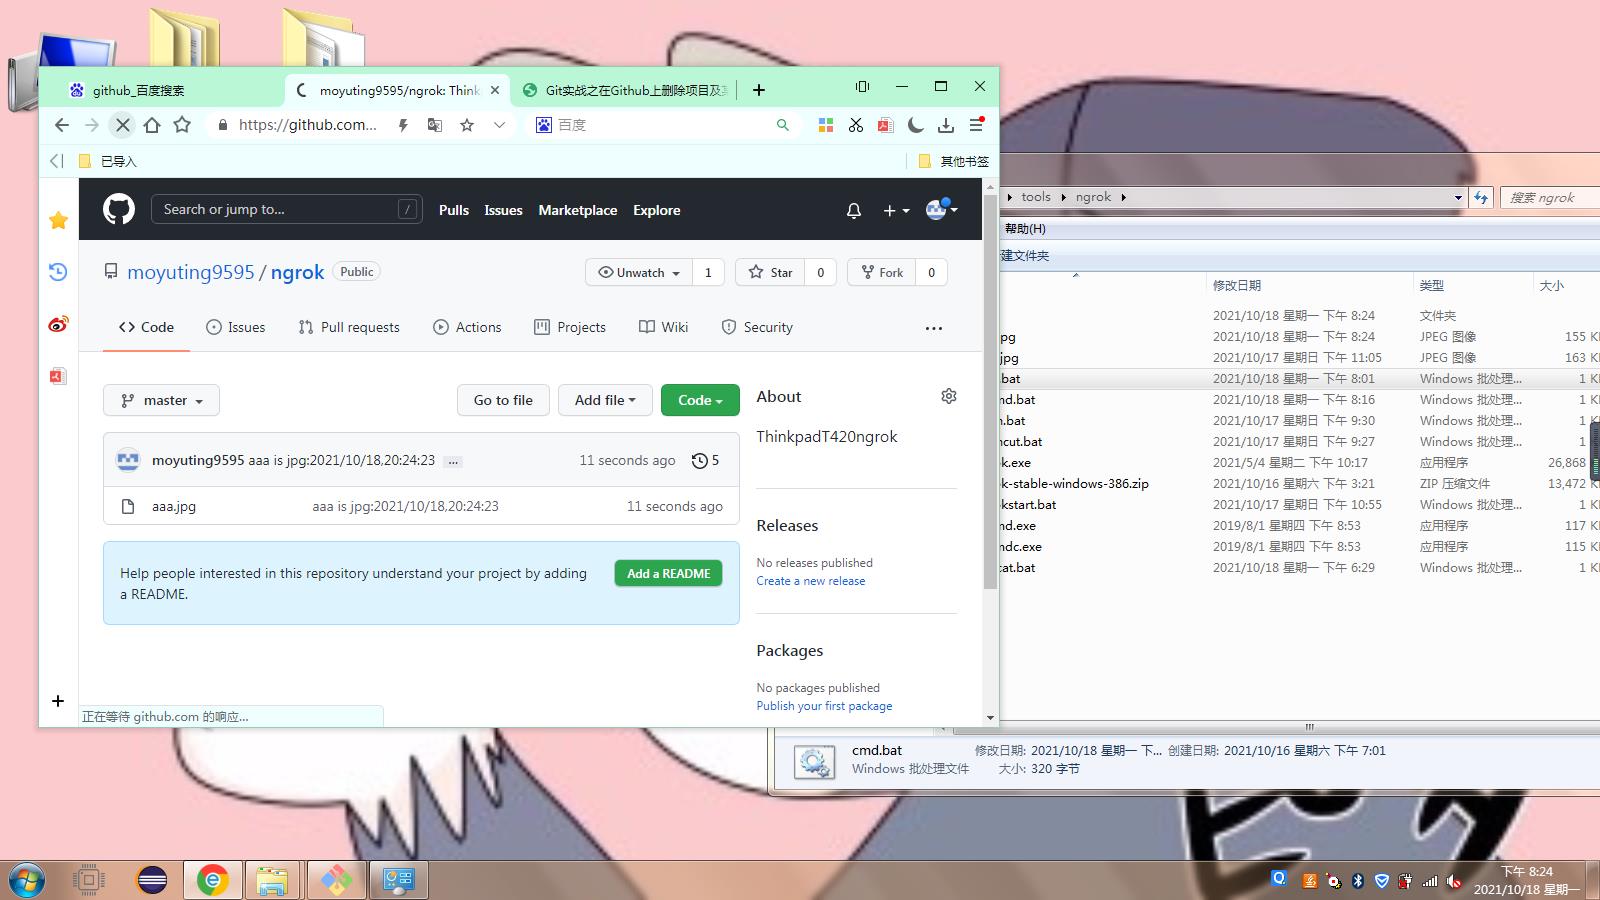 github_百度搜索
moyuting9595/ngrok: Think
Git实战之在Github上删除项目及
https://github.com...
百度
已导入
其他书签
Search or jump to...
/
Pulls
Issues
Marketplace
Explore
moyuting9595 / ngrok
Public
Unwatch
1
Star
0
Fork
0
Code
Issues
Pull requests
Actions
Projects
Wiki
Security
...
master
Go to file
Add file
Code
moyuting9595 aaa is jpg:2021/10/18,20:24:23 ...
11 seconds ago
5
aaa.jpg
aaa is jpg:2021/10/18,20:24:23
11 seconds ago
Help people interested in this repository understand your project by adding
a README.
Add a README
About
ThinkpadT420ngrok
Releases
No releases published
Create a new release
Packages
No packages published
Publish your first package
正在等待 github.com 的响应...
tools
ngrok
搜索 ngrok
帮助(H)
建文件夹
修改日期
类型
大小
2021/10/18 星期一 下午 8:24 文件夹
pg 2021/10/18 星期一 下午 8:24 JPEG 图像 155 K
jpg 2021/10/17 星期日 下午 11:05 JPEG 图像 163 K
.bat 2021/10/18 星期一 下午 8:01 Windows 批处理... 1 K
nd.bat 2021/10/18 星期一 下午 8:16 Windows 批处理... 1 K
n.bat 2021/10/17 星期日 下午 9:30 Windows 批处理... 1 K
ncut.bat 2021/10/17 星期日 下午 9:27 Windows 批处理... 1
k.exe 2021/5/4 星期二 下午 10:17 应用程序 26,868
k-stable-windows-386.zip 2021/10/16 星期六 下午 3:21 ZIP 压缩文件 13,472 K
kstart.bat 2021/10/17 星期日 下午 10:55 Windows 批处理... 1 K
md.exe 2019/8/1 星期四 下午 8:53 应用程序 117 K
mdc.exe 2019/8/1 星期四 下午 8:53 应用程序 115 K
cat.bat 2021/10/18 星期一 下午 6:29 Windows 批处理... 1 K
cmd.bat
修改日期: 2021/10/18 星期一 下... 创建日期: 2021/10/16 星期六 下午 7:01
Windows 批处理文件
大小: 320 字节
下午 8:24
2021/10/18 星期一